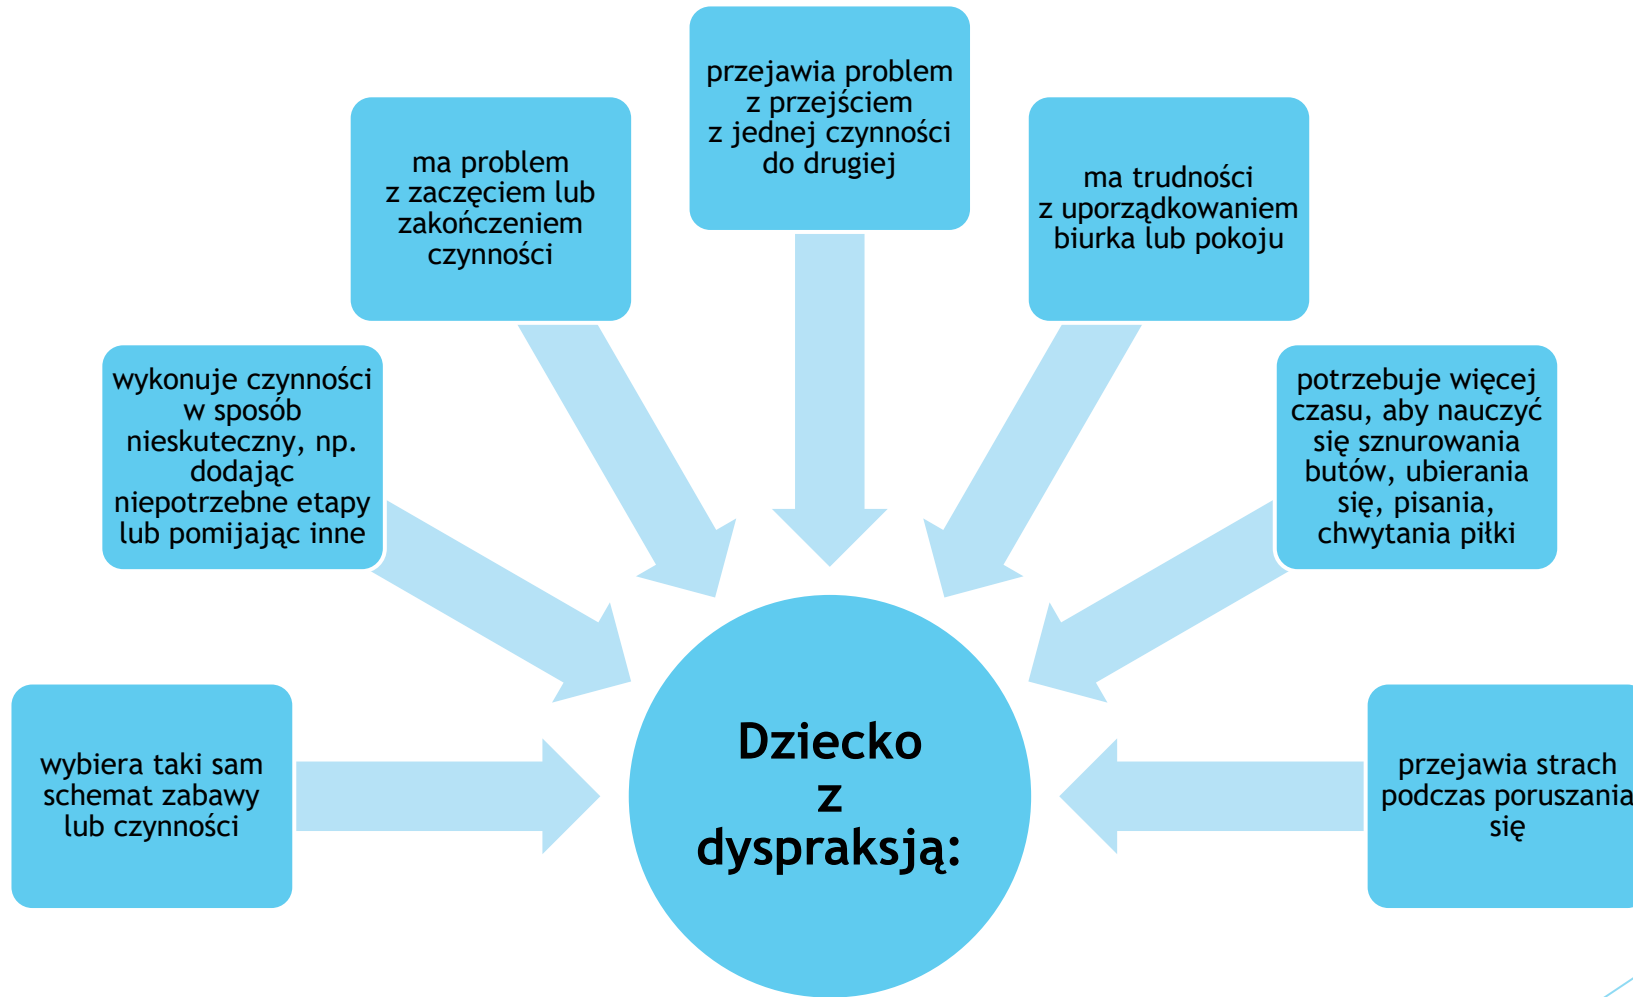 przejawia problem
z przejściem
z jednej czynności
do drugiej
ma problem
z zaczęciem lub
zakończeniem
czynności
ma trudności
z uporządkowaniem
biurka lub pokoju
wykonuje czynności
w sposób
nieskuteczny, np.
dodając
niepotrzebne etapy
lub pomijając inne
potrzebuje więcej
czasu, aby nauczyć
się sznurowania
butów, ubierania
się, pisania,
chwytania piłki
wybiera taki sam
schemat zabawy
lub czynności
Dziecko
z
dyspraksją:
przejawia strach
podczas poruszania
się